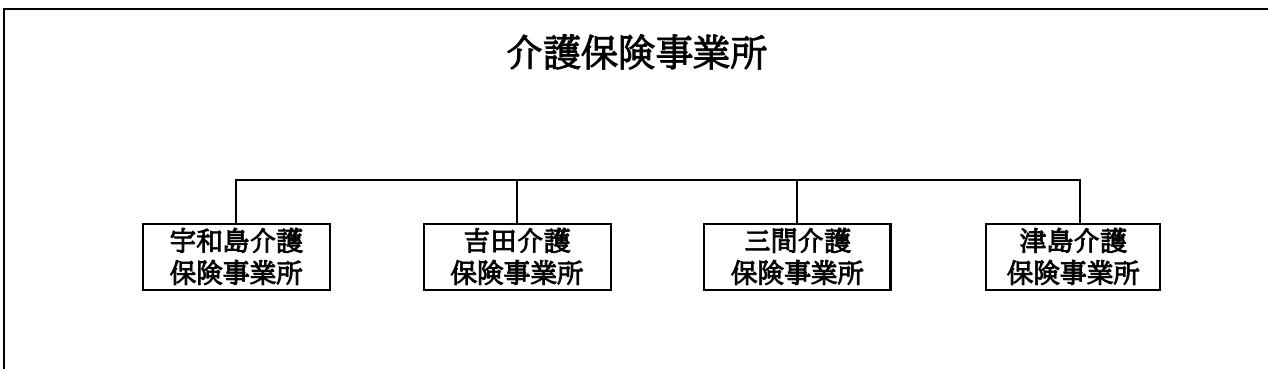 介護保険事業所
宇和島介護
保険事業所
吉田介護
保険事業所
三間介護
保険事業所
津島介護
保険事業所